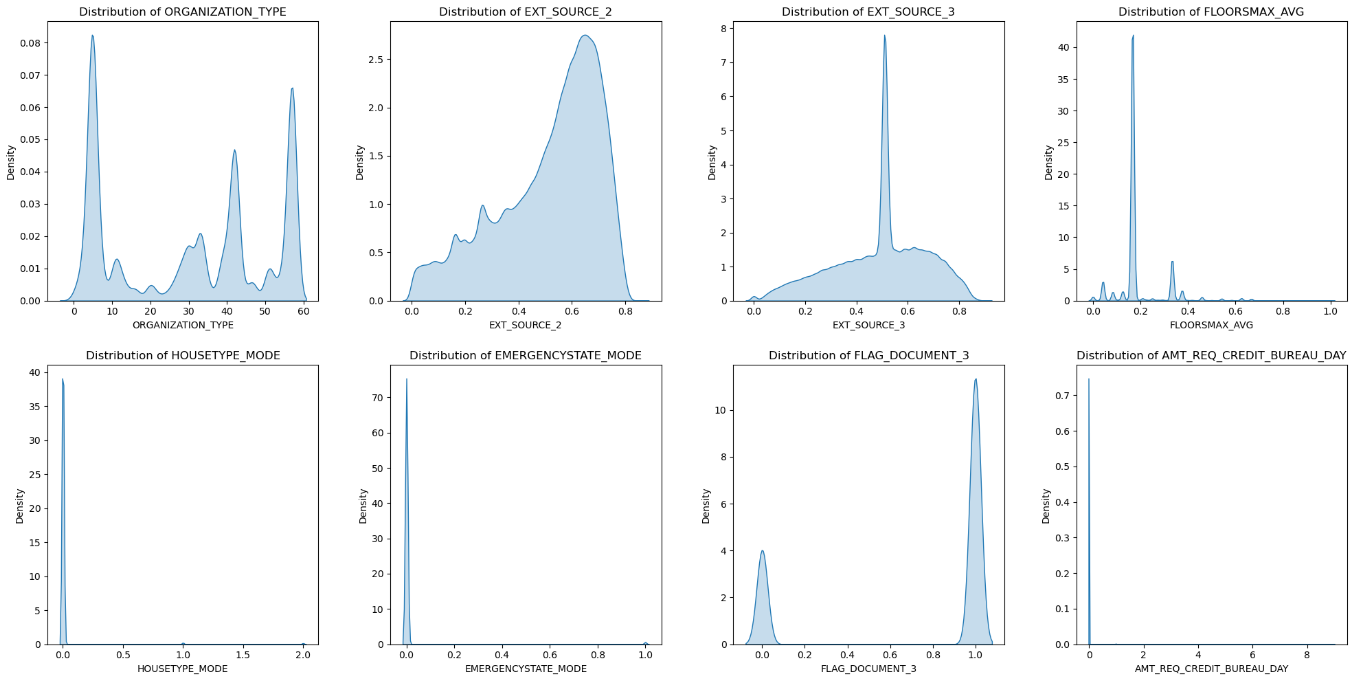 Distribution of ORGANIZATION_TYPE
Density
0.08
0.07
0.06
0.05
0.04
0.03
0.02
0.01
0.00
0 10 20 30 40 50 60
ORGANIZATION_TYPE
Distribution of EXT_SOURCE_2
Density
2.5
2.0
1.5
1.0
0.5
0.0
0.0 0.2 0.4 0.6 0.8
EXT_SOURCE_2
Distribution of EXT_SOURCE_3
Density
8
7
6
5
4
3
2
1
0
0.0 0.2 0.4 0.6 0.8
EXT_SOURCE_3
Distribution of FLOORSMAX_AVG
Density
40
35
30
25
20
15
10
5
0
0.0 0.2 0.4 0.6 0.8 1.0
FLOORSMAX_AVG
Distribution of HOUSETYPE_MODE
Density
40
35
30
25
20
15
10
5
0
0.0 0.5 1.0 1.5 2.0
HOUSETYPE_MODE
Distribution of EMERGENCYSTATE_MODE
Density
70
60
50
40
30
20
10
0
0.0 0.2 0.4 0.6 0.8 1.0
EMERGENCYSTATE_MODE
Distribution of FLAG_DOCUMENT_3
Density
10
8
6
4
2
0
0.0 0.2 0.4 0.6 0.8 1.0
FLAG_DOCUMENT_3
Distribution of AMT_REQ_CREDIT_BUREAU_DAY
Density
0.7
0.6
0.5
0.4
0.3
0.2
0.1
0.0
0 2 4 6 8
AMT_REQ_CREDIT_BUREAU_DAY